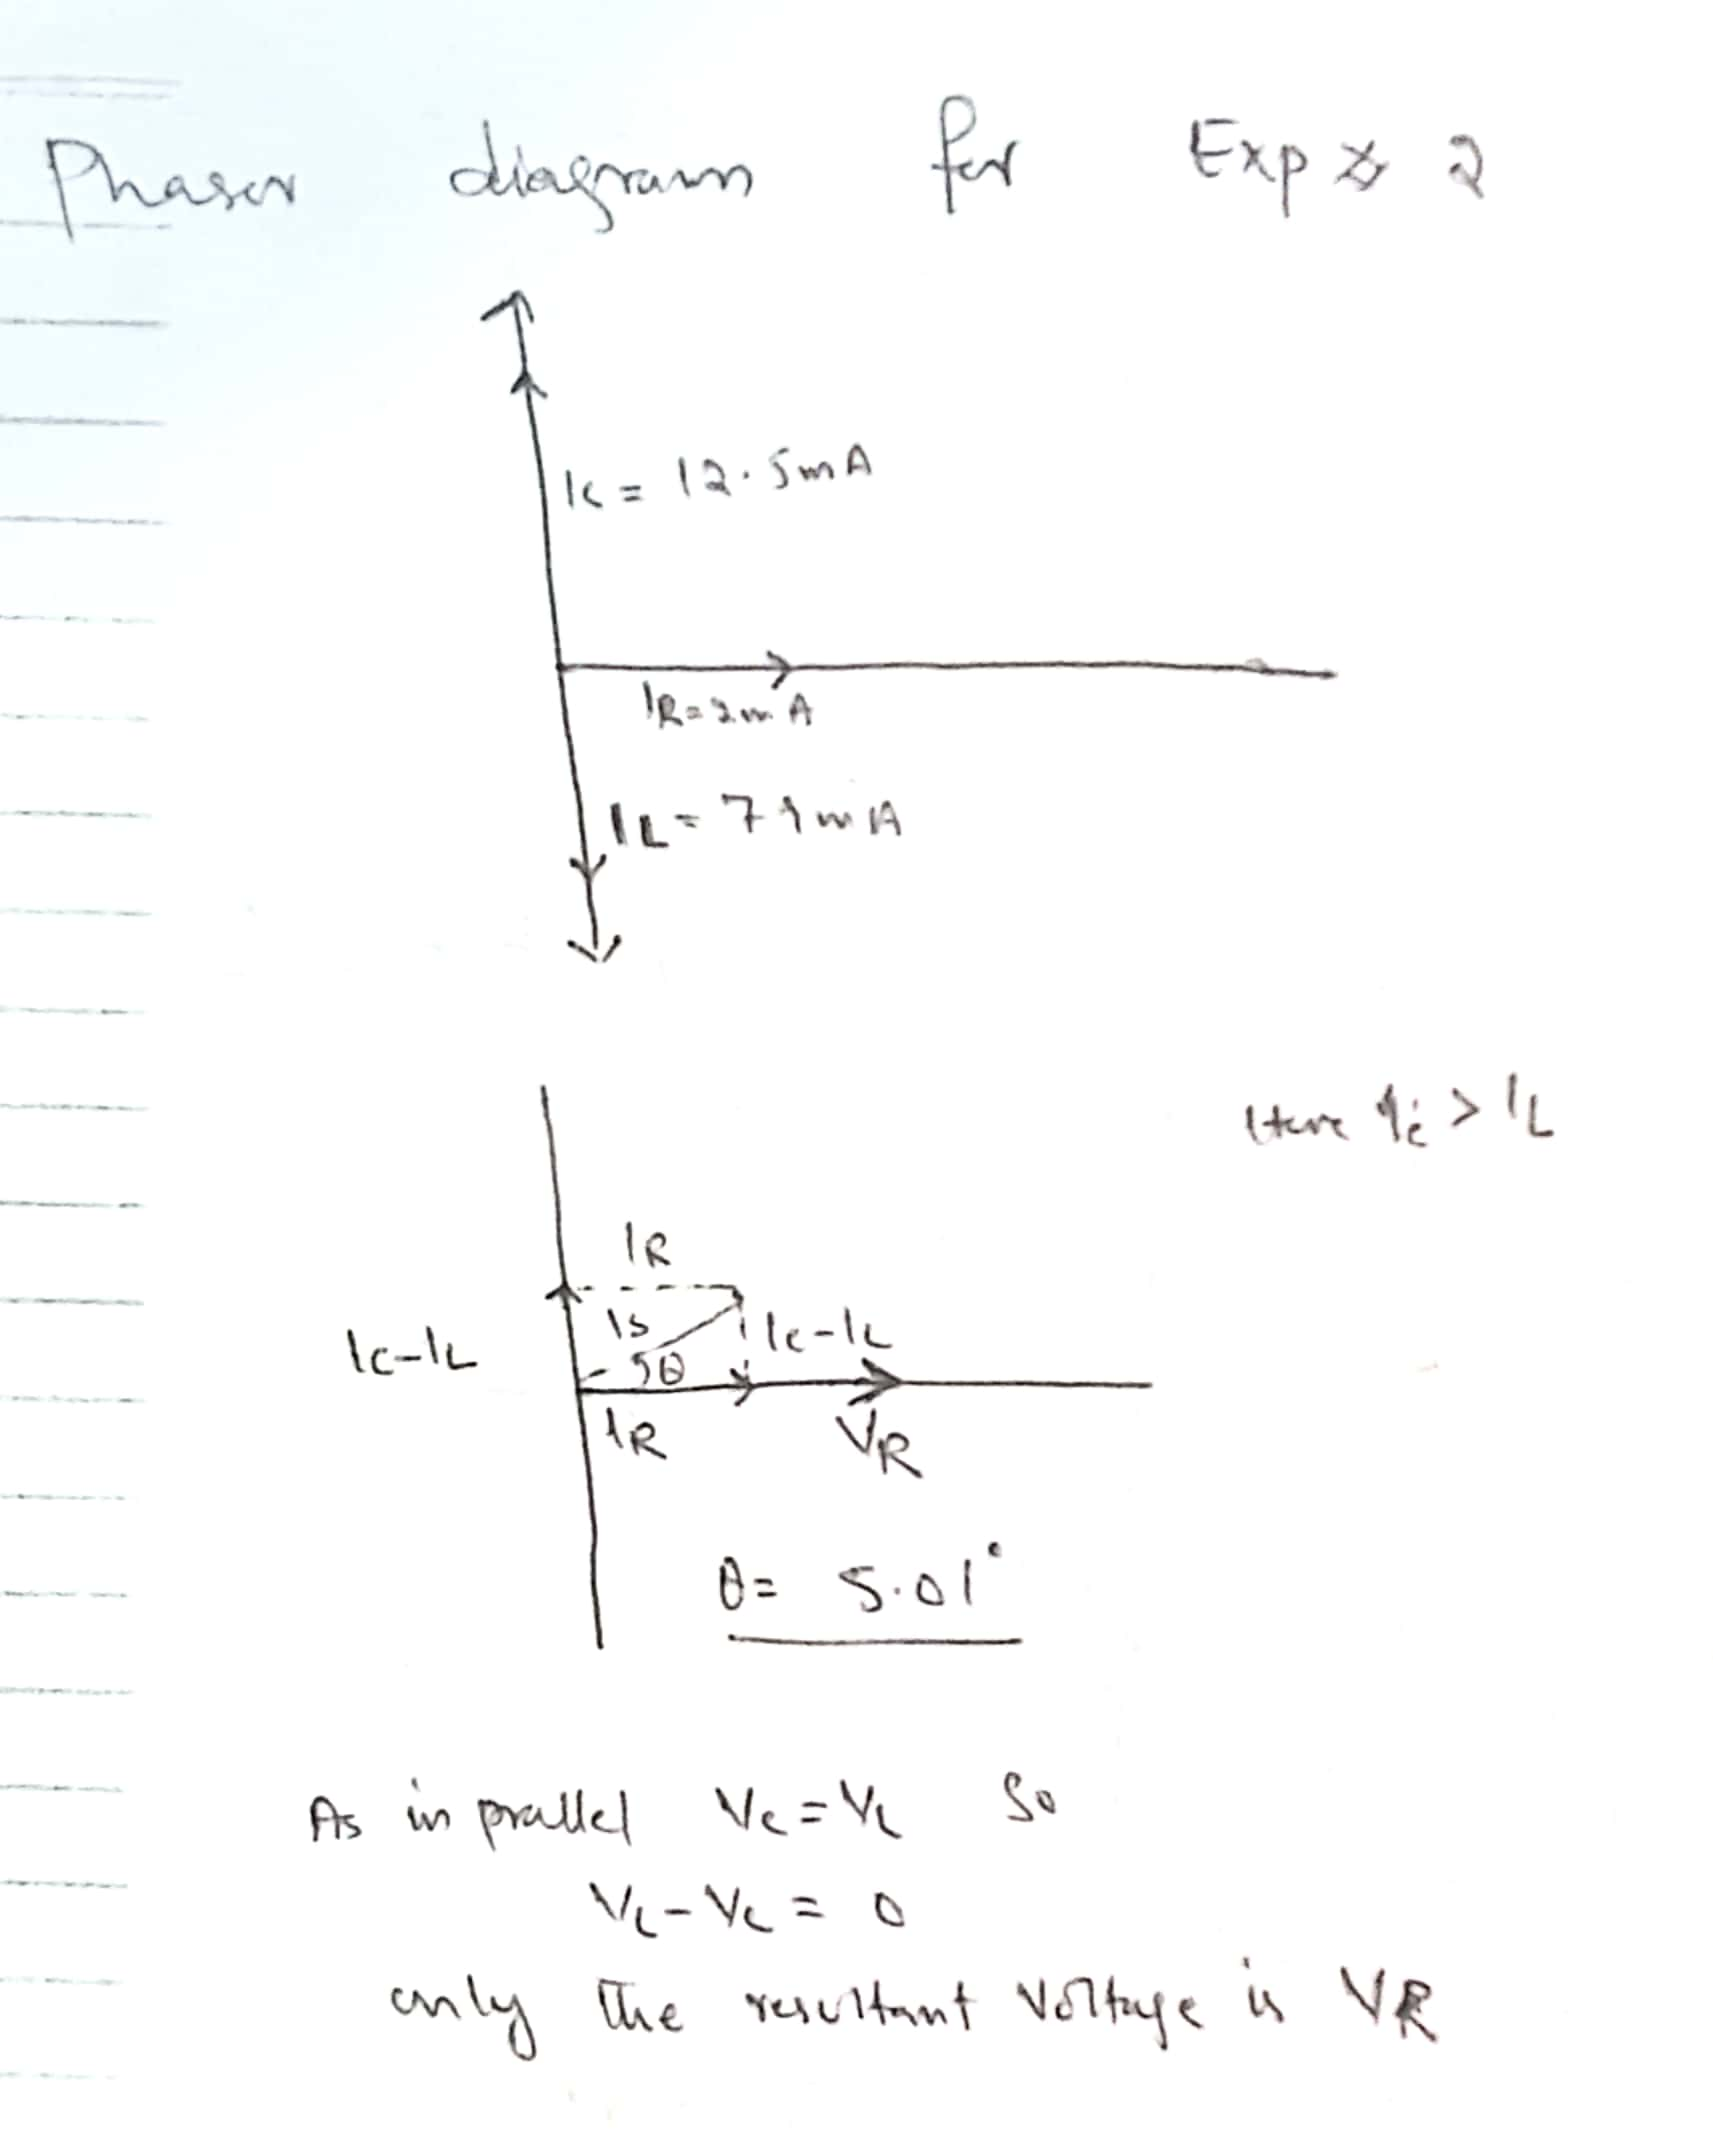 Phasor diagram for Exp 2
Ic = 12.5mA
IR=2mA
IL = 79mA
Here Ic > IL
IR
Is
Ic-IL
Ic-IL
θ
IR
VR
θ= 5.01°
As in prallel Vc=VL So
VL-Vc = 0
only the resultant Voltage is VR